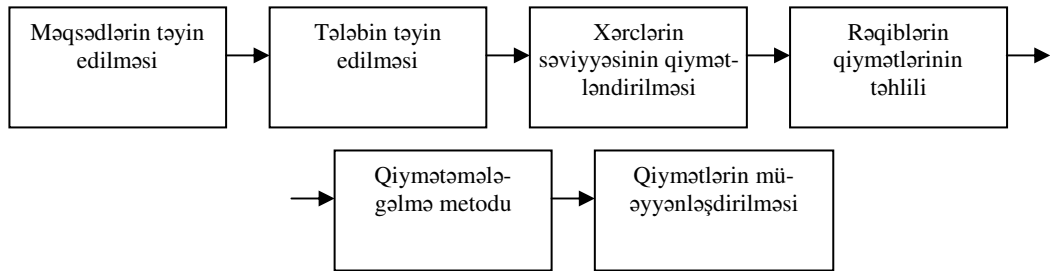 Məqsədlərin təyin
edilməsi
Tələbin təyin
edilməsi
Xərclərin
səviyyəsinin qiymət-
ləndirilməsi
Rəqiblərin
qiymətlərinin
təhlili
Qiymətəmələ-
gəlmə metodu
Qiymətlərin mü-
əyyənləşdirilməsi